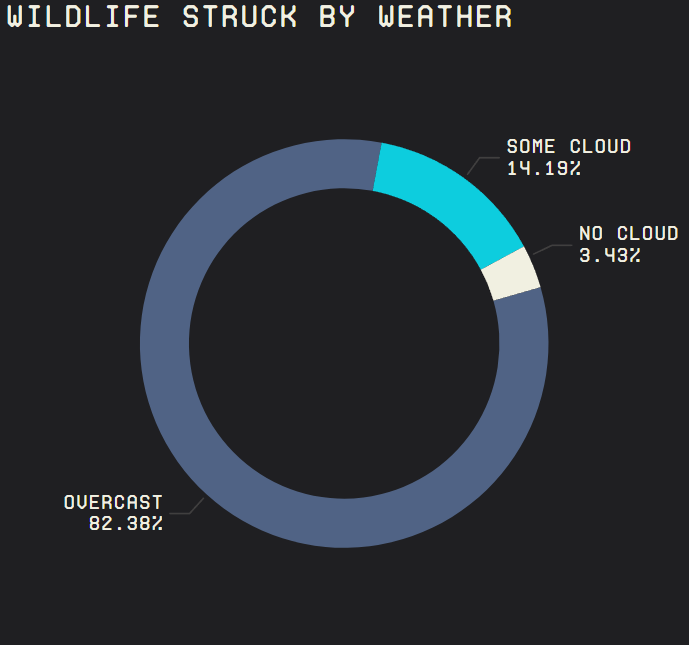 WILDLIFE STRUCK BY WEATHER
SOME CLOUD
14.19%
NO CLOUD
3.43%
OVERCAST
82.38%